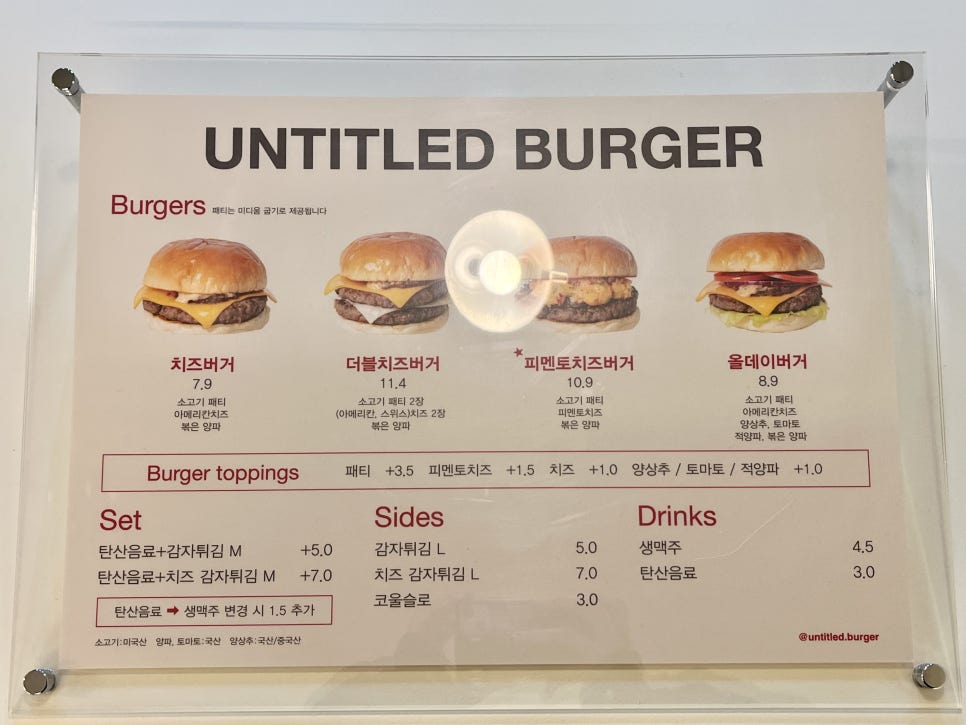 UNTITLED BURGER
Burgers 패티는 미디움 굽기로 제공됩니다
치즈버거
7.9
소고기 패티
아메리칸치즈
볶은 양파
더블치즈버거
11.4
소고기 패티 2장
(아메리칸, 스위스)치즈 2장
볶은 양파
★피멘토치즈버거
10.9
소고기 패티
피멘토치즈
볶은 양파
올데이버거
8.9
소고기 패티
아메리칸치즈
양상추, 토마토
적양파, 볶은 양파
Burger toppings 패티 +3.5 피멘토치즈 +1.5 치즈 +1.0 양상추 / 토마토 / 적양파 +1.0
Set
탄산음료+감자튀김 M +5.0
탄산음료+치즈 감자튀김 M +7.0
탄산음료 ➡ 생맥주 변경 시 1.5 추가
Sides
감자튀김 L 5.0
치즈 감자튀김 L 7.0
코울슬로 3.0
Drinks
생맥주 4.5
탄산음료 3.0
소고기:미국산 양파, 토마토:국산 양상추:국산/중국산
@untitled.burger